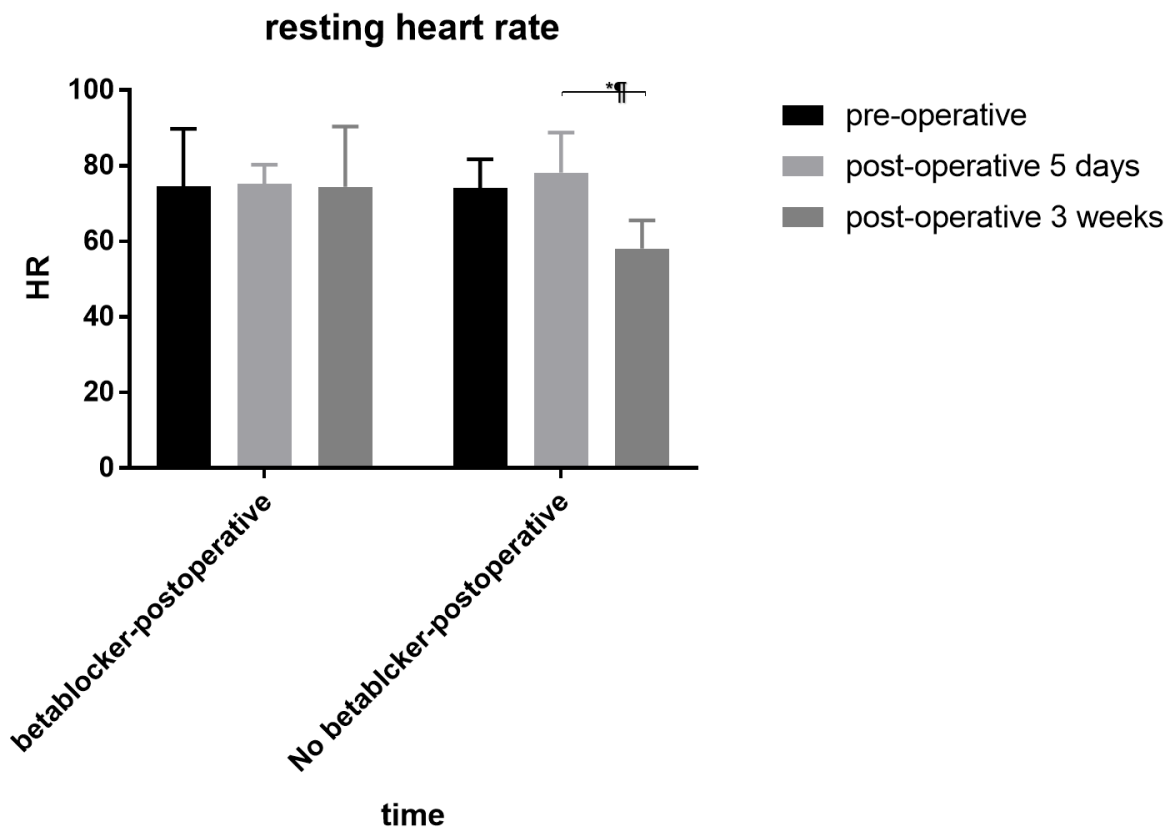 resting heart rate
*¶
100
80
60
40
20
0
HR
pre-operative
post-operative 5 days
post-operative 3 weeks
betablocker-postoperative
No betablcker-postoperative
time